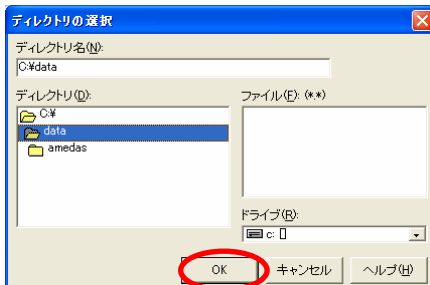 ディレクトリの選択
ディレクトリ名(N):
C:¥data
ディレクトリ(D):
C:¥
data
amedas
ファイル(F): (*.*)
ドライブ(R):
c: []
OK
キャンセル
ヘルプ(H)